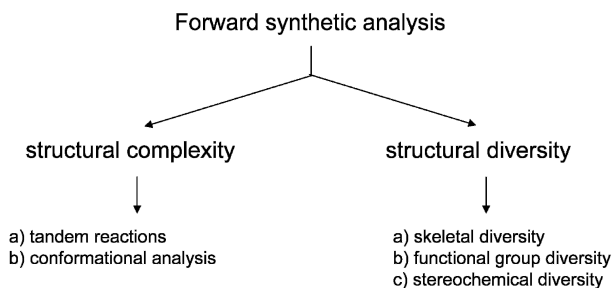 Forward synthetic analysis
structural complexity
structural diversity
a) tandem reactions
b) conformational analysis
a) skeletal diversity
b) functional group diversity
c) stereochemical diversity